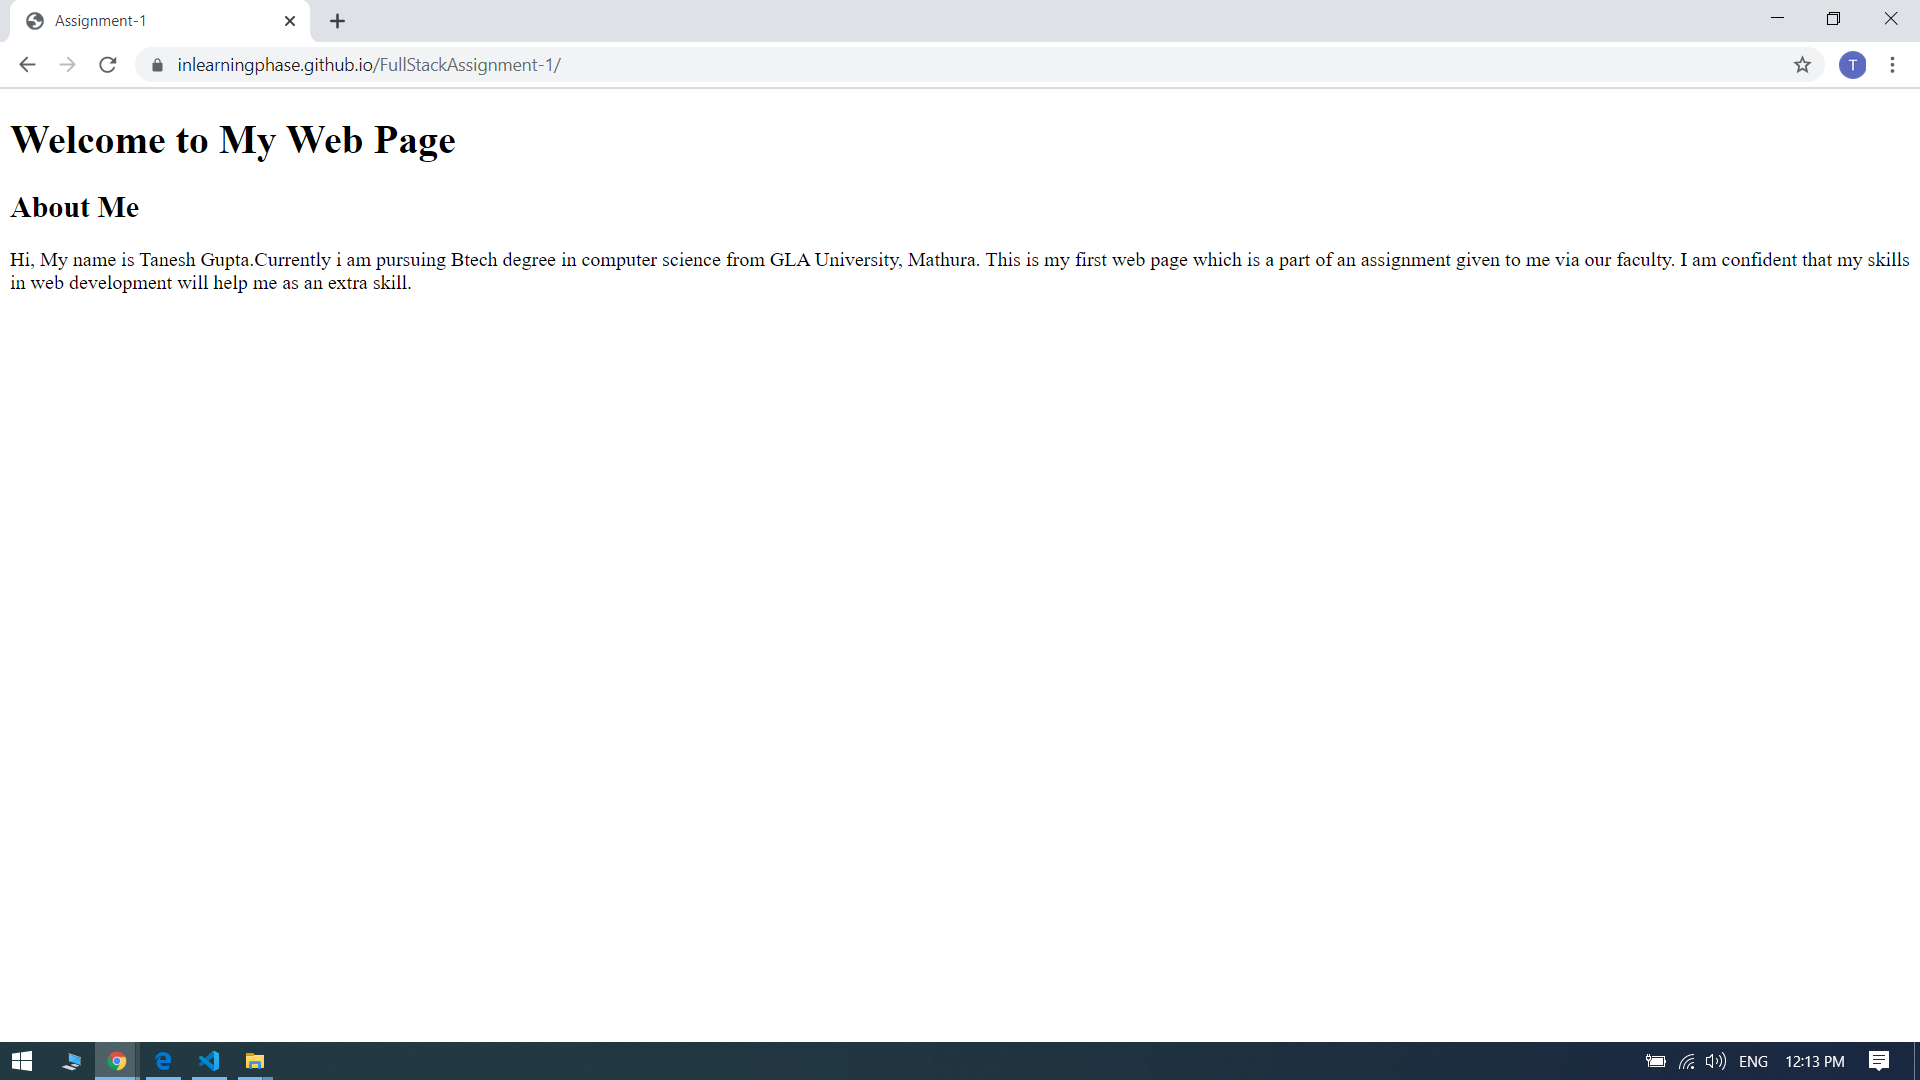 Assignment-1
inlearningphase.github.io/FullStackAssignment-1/
T
Welcome to My Web Page
About Me
Hi, My name is Tanesh Gupta.Currently i am pursuing Btech degree in computer science from GLA University, Mathura. This is my first web page which is a part of an assignment given to me via our faculty. I am confident that my skills
in web development will help me as an extra skill.
ENG
12:13 PM